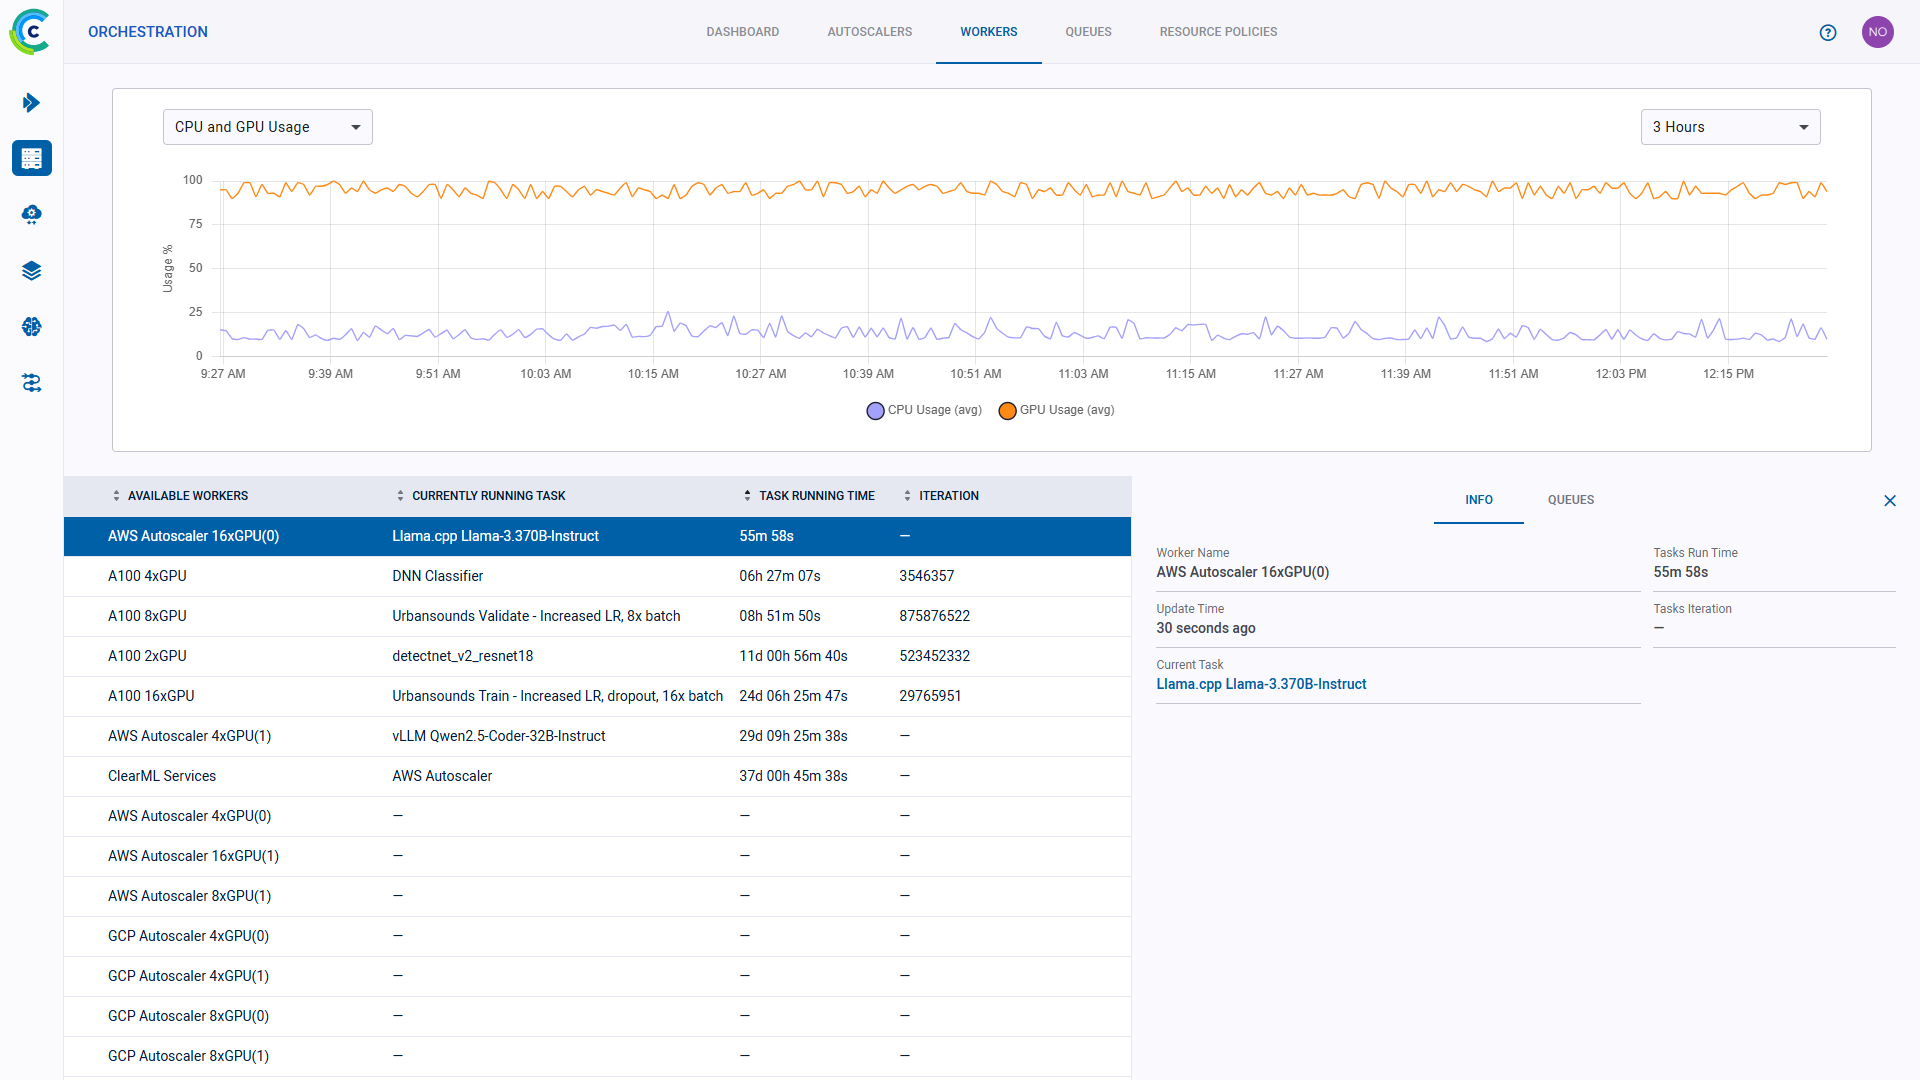 C
ORCHESTRATION
DASHBOARD AUTOSCALERS WORKERS QUEUES RESOURCE POLICIES
? NO
CPU and GPU Usage 3 Hours
Usage %
100
75
50
25
0
9:27 AM 9:39 AM 9:51 AM 10:03 AM 10:15 AM 10:27 AM 10:39 AM 10:51 AM 11:03 AM 11:15 AM 11:27 AM 11:39 AM 11:51 AM 12:03 PM 12:15 PM
CPU Usage (avg) GPU Usage (avg)
AVAILABLE WORKERS CURRENTLY RUNNING TASK TASK RUNNING TIME ITERATION
AWS Autoscaler 16xGPU(0) Llama.cpp Llama-3.370B-Instruct 55m 58s —
A100 4xGPU DNN Classifier 06h 27m 07s 3546357
A100 8xGPU Urbansounds Validate - Increased LR, 8x batch 08h 51m 50s 875876522
A100 2xGPU detectnet_v2_resnet18 11d 00h 56m 40s 523452332
A100 16xGPU Urbansounds Train - Increased LR, dropout, 16x batch 24d 06h 25m 47s 29765951
AWS Autoscaler 4xGPU(1) vLLM Qwen2.5-Coder-32B-Instruct 29d 09h 25m 38s —
ClearML Services AWS Autoscaler 37d 00h 45m 38s —
AWS Autoscaler 4xGPU(0) — — —
AWS Autoscaler 16xGPU(1) — — —
AWS Autoscaler 8xGPU(1) — — —
GCP Autoscaler 4xGPU(0) — — —
GCP Autoscaler 4xGPU(1) — — —
GCP Autoscaler 8xGPU(0) — — —
GCP Autoscaler 8xGPU(1) — — —
INFO QUEUES
Worker Name Tasks Run Time
AWS Autoscaler 16xGPU(0) 55m 58s
Update Time Tasks Iteration
30 seconds ago —
Current Task
Llama.cpp Llama-3.370B-Instruct